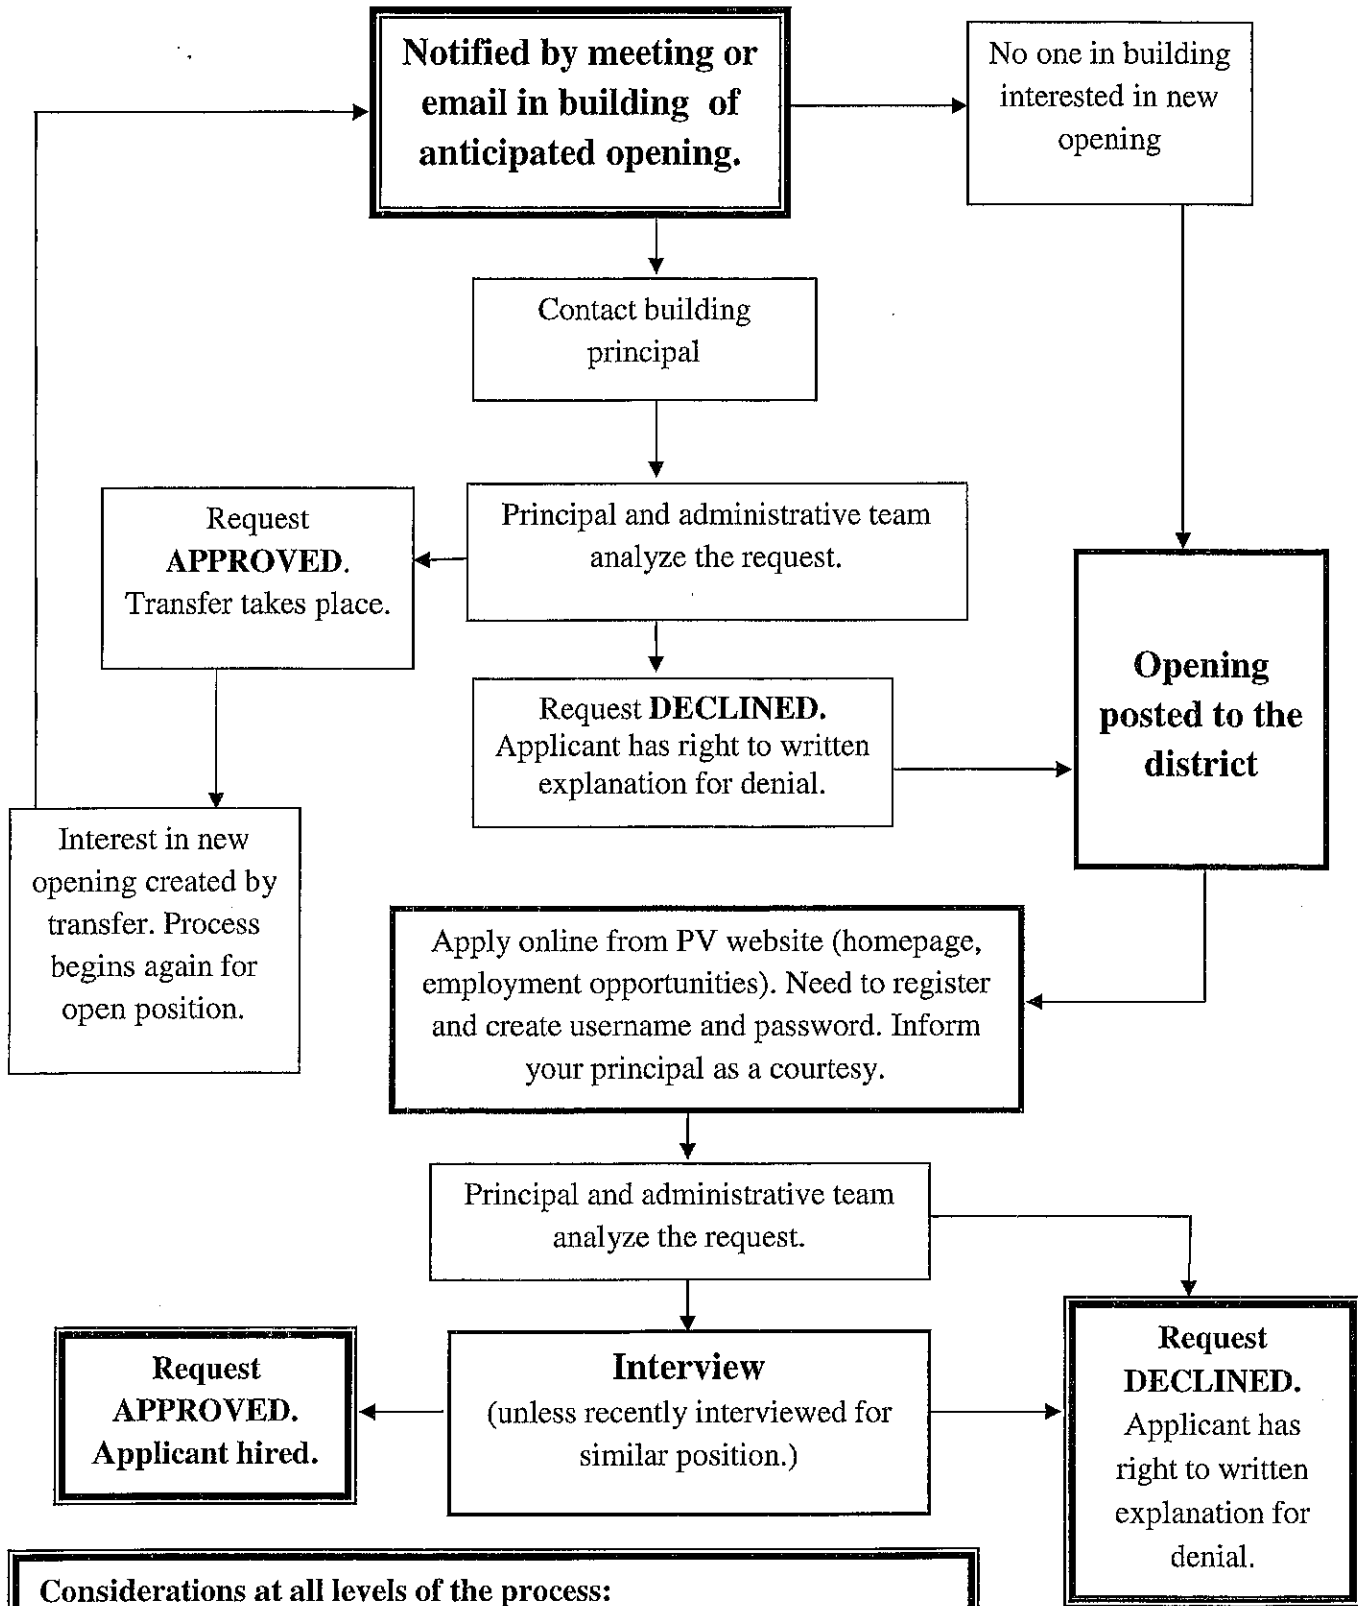 Notified by meeting or
email in building of
anticipated opening.
No one in building
interested in new
opening
Contact building
principal
Principal and administrative team
analyze the request.
Request
APPROVED.
Transfer takes place.
Request DECLINED.
Applicant has right to written
explanation for denial.
Opening
posted to the
district
Interest in new
opening created by
transfer. Process
begins again for
open position.
Apply online from PV website (homepage,
employment opportunities). Need to register
and create username and password. Inform
your principal as a courtesy.
Principal and administrative team
analyze the request.
Interview
(unless recently interviewed for
similar position.)
Request
APPROVED.
Applicant hired.
Request
DECLINED.
Applicant has
right to written
explanation for
denial.
Considerations at all levels of the process: